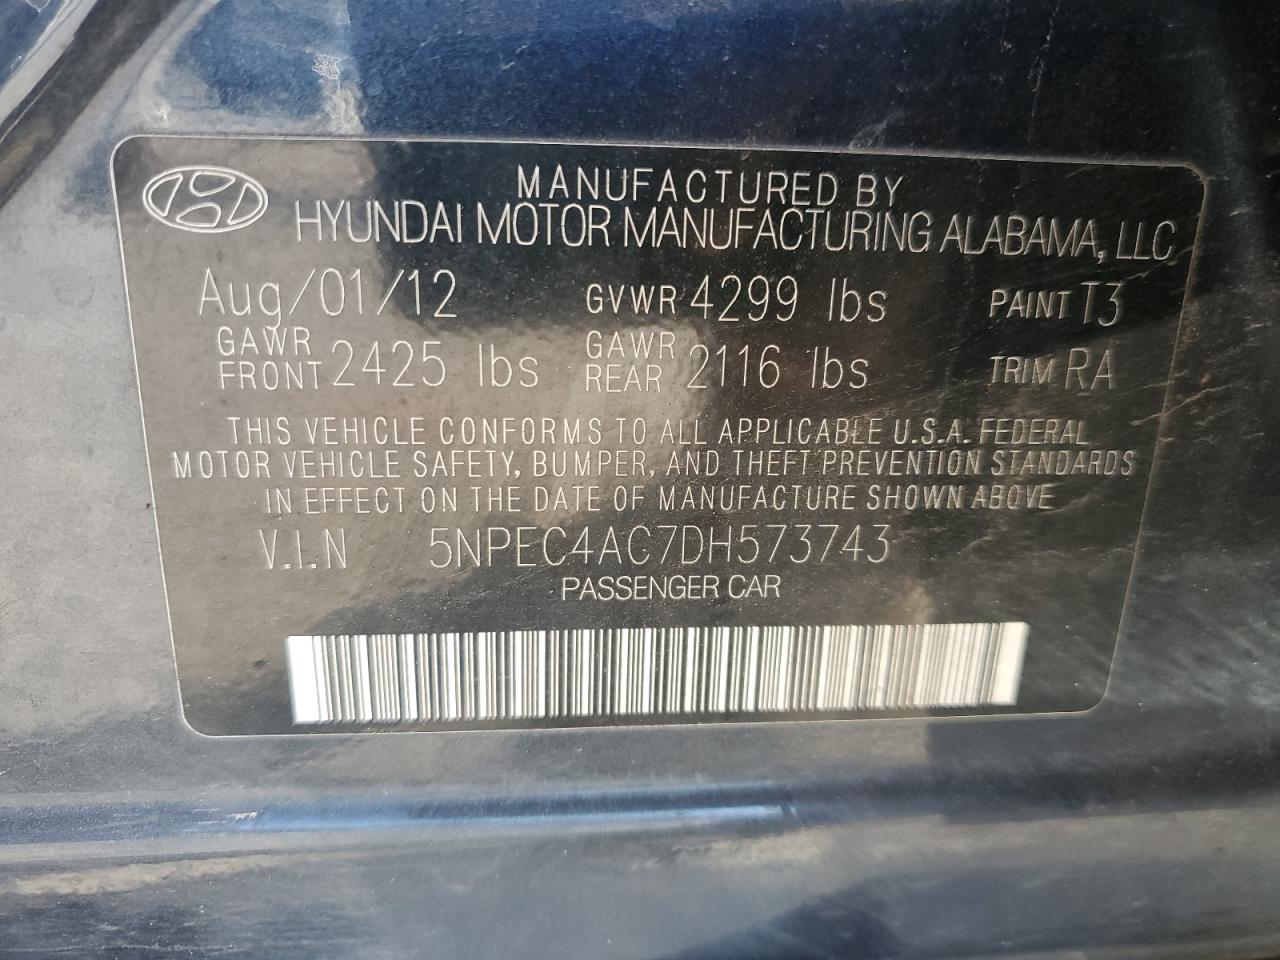 MANUFACTURED BY
HYUNDAI MOTOR MANUFACTURING ALABAMA, LLC
Aug/01/12 GVWR 4299 lbs PAINT T3
GAWR FRONT 2425 lbs GAWR REAR 2116 lbs TRIM RA
THIS VEHICLE CONFORMS TO ALL APPLICABLE U.S.A. FEDERAL
MOTOR VEHICLE SAFETY, BUMPER, AND THEFT PREVENTION STANDARDS
IN EFFECT ON THE DATE OF MANUFACTURE SHOWN ABOVE
V.I.N 5NPEC4AC7DH573743
PASSENGER CAR